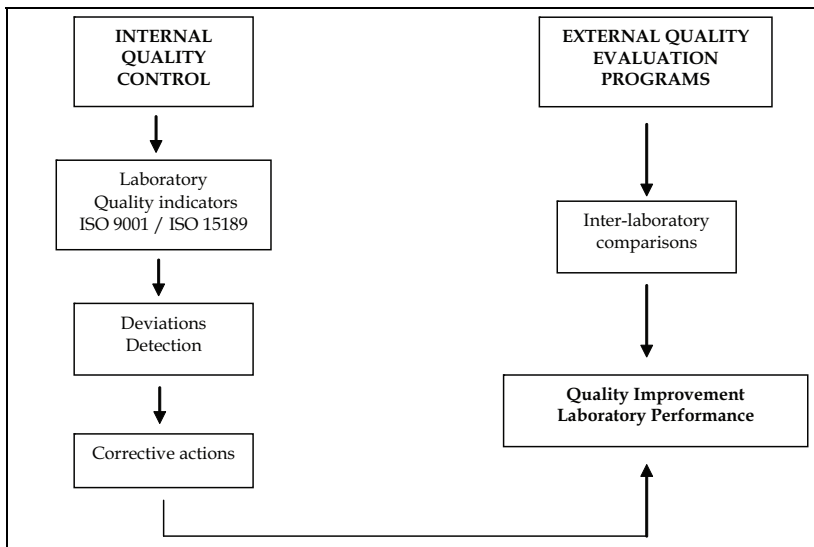 INTERNAL
QUALITY
CONTROL
Laboratory
Quality indicators
ISO 9001 / ISO 15189
Deviations
Detection
Corrective actions
EXTERNAL QUALITY
EVALUATION
PROGRAMS
Inter-laboratory
comparisons
Quality Improvement
Laboratory Performance